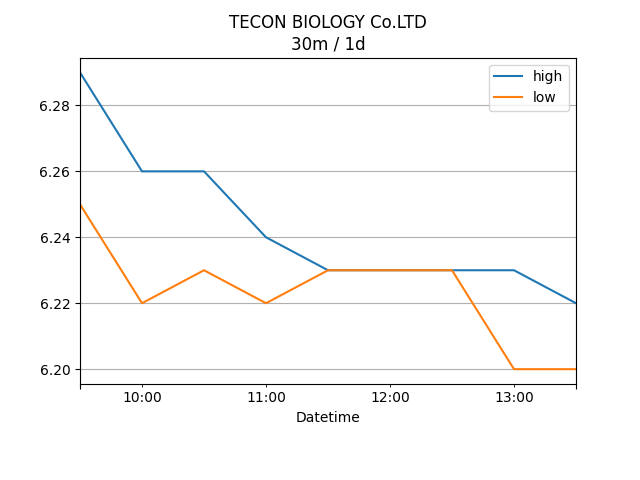 TECON BIOLOGY Co.LTD
30m / 1d
high
low
6.28
6.26
6.24
6.22
6.20
10:00
11:00
12:00
13:00
Datetime